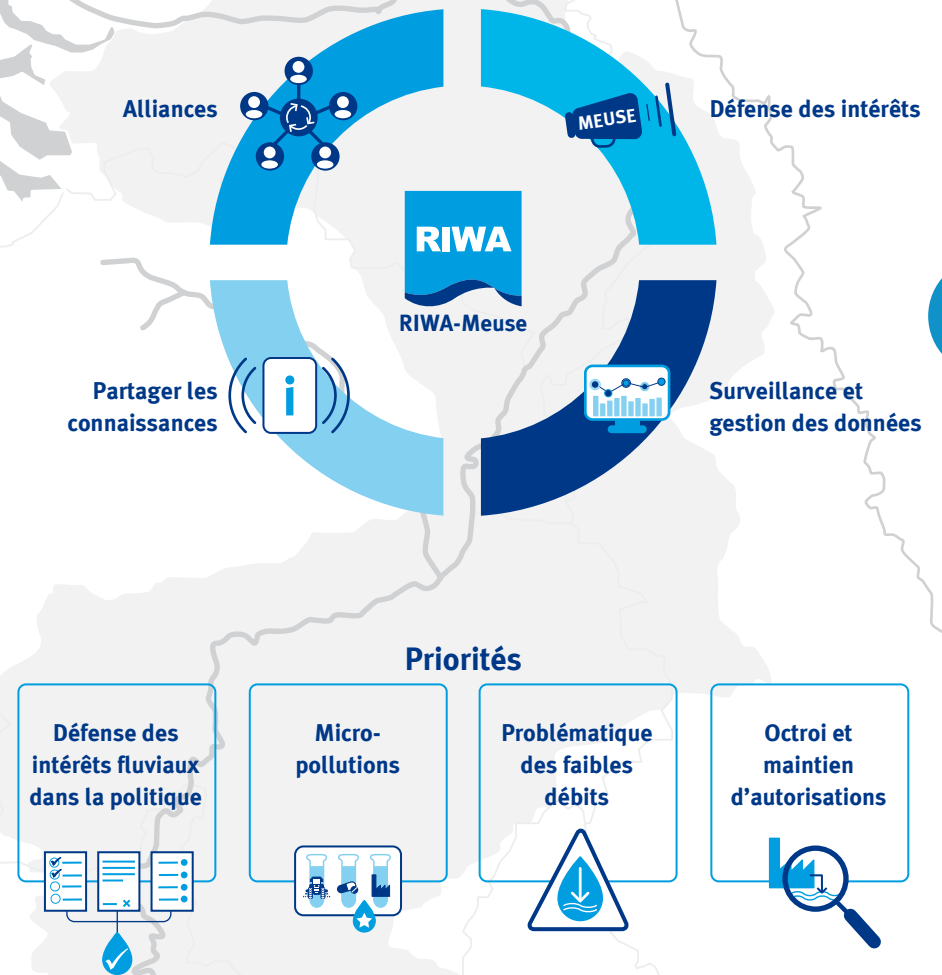 Alliances
MEUSE
Défense des intérêts
RIWA
RIWA-Meuse
Partager les
connaissances
i
Surveillance et
gestion des données
Priorités
Défense des
intérêts fluviaux
dans la politique
Micro-
pollutions
Problématique
des faibles
débits
Octroi et
maintien
d'autorisations